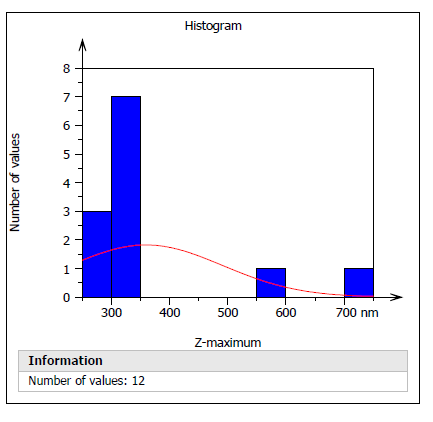 Histogram
Number of values
8
7
6
5
4
3
2
1
0
300 400 500 600 700 nm
Z-maximum
Information
Number of values: 12